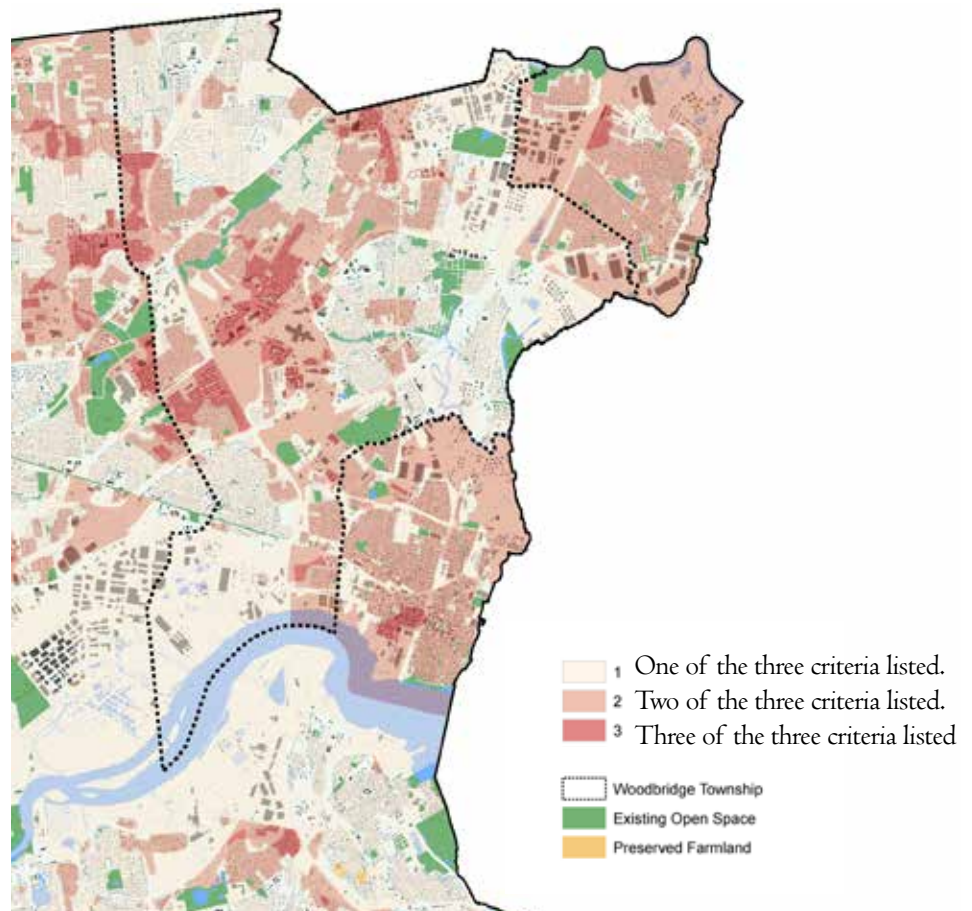 1 One of the three criteria listed.
2 Two of the three criteria listed.
3 Three of the three criteria listed
Woodbridge Township
Existing Open Space
Preserved Farmland